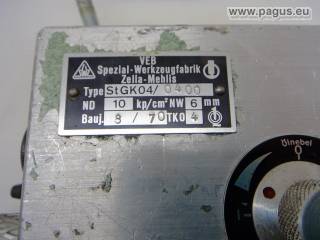 www.pagus.eu
VEB
Spezial-Werkzeugfabrik
Zella-Mehlis
Type StGK04/0400
ND 10 kp/cm² NW 6 mm
Bauj. 8/70 TKO 4
0